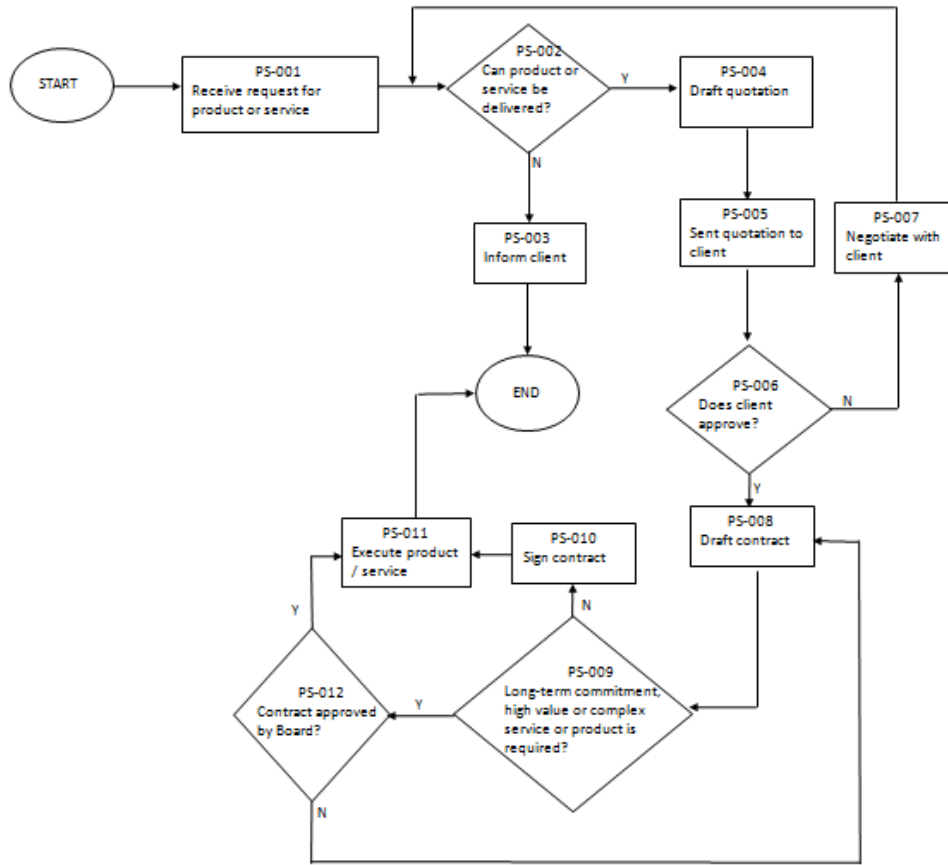 START
PS-001
Receive request for
product or service
PS-002
Can product or
service be
delivered?
Y
N
PS-004
Draft quotation
PS-003
Inform client
PS-005
Sent quotation to
client
PS-007
Negotiate with
client
END
PS-006
Does client
approve?
N
Y
PS-008
Draft contract
PS-011
Execute product
/ service
PS-010
Sign contract
Y
N
PS-009
Long-term commitment,
high value or complex
service or product is
required?
Y
PS-012
Contract approved
by Board?
N